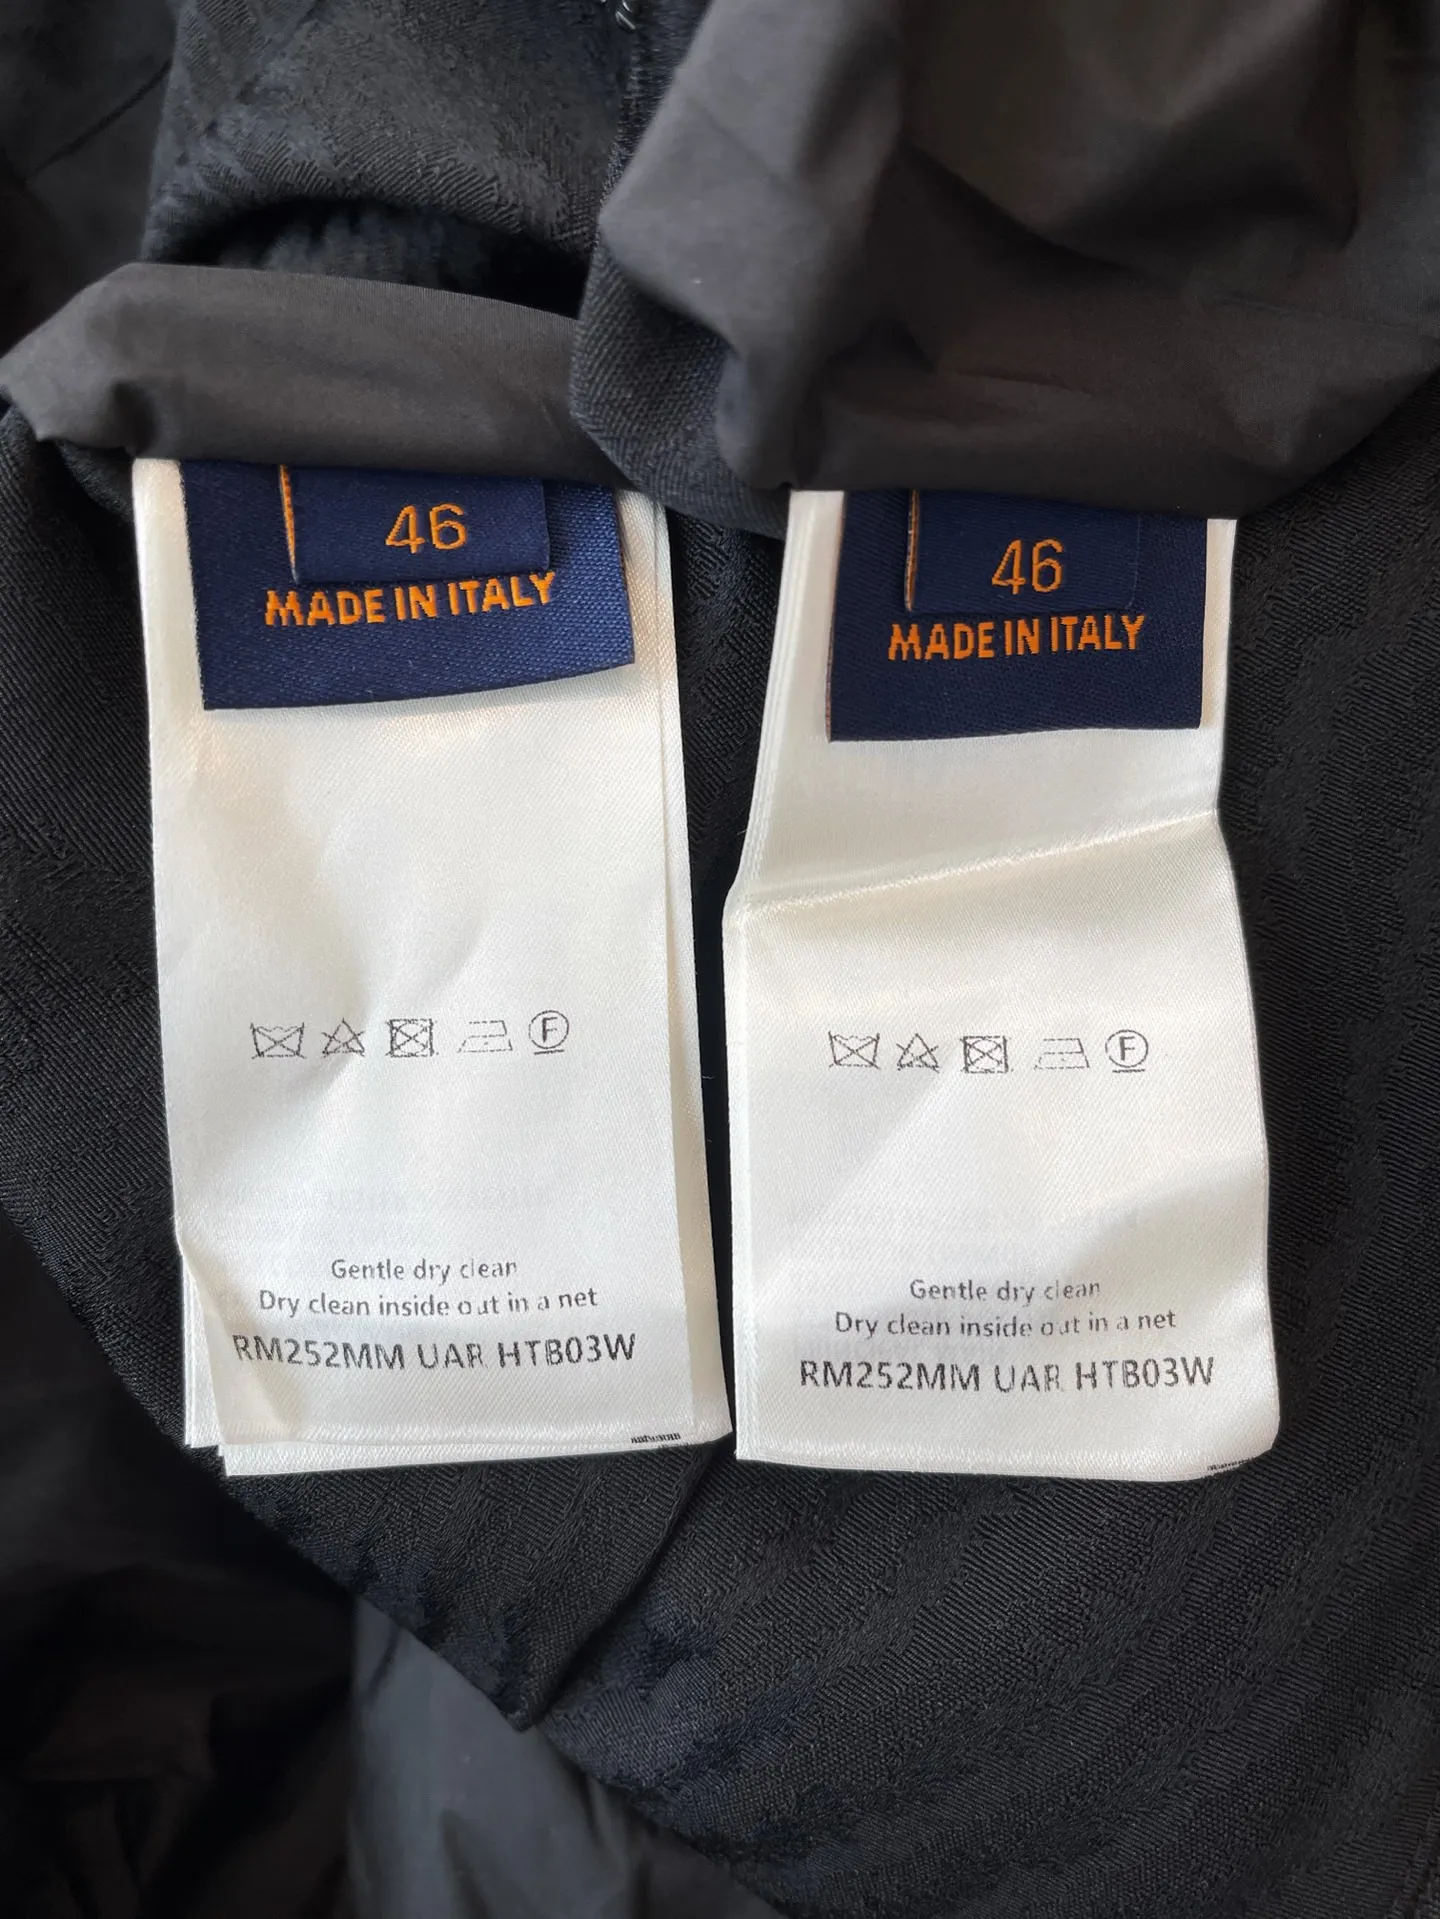 46
MADE IN ITALY
F
Gentle dry clean
Dry clean inside out in a net
RM252MM UAR HTB03W
46
MADE IN ITALY
F
Gentle dry clean
Dry clean inside out in a net
RM252MM UAR HTB03W